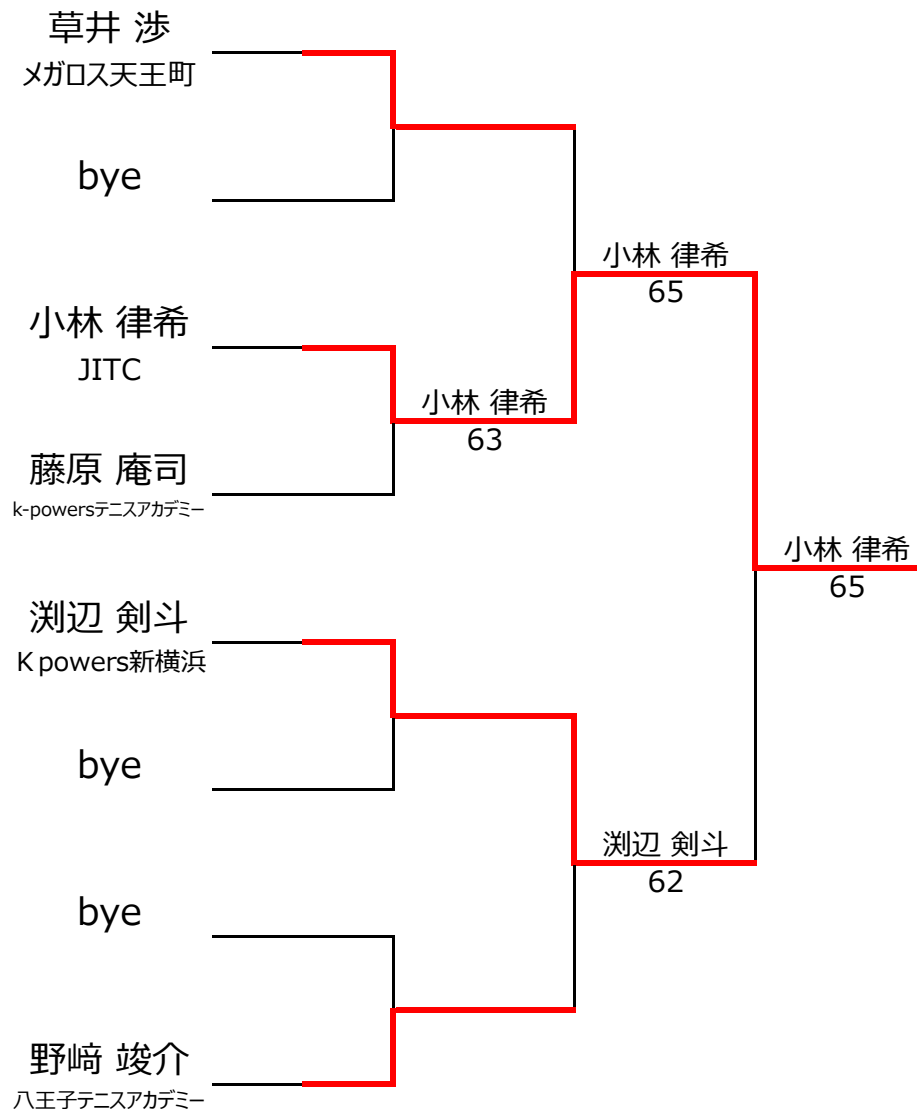 草井 渉
メガロス天王町
bye
小林 律希
65
小林 律希
JITC
小林 律希
63
藤原 庵司
k-powersテニスアカデミー
小林 律希
65
渕辺 剣斗
K powers新横浜
bye
渕辺 剣斗
62
bye
野﨑 竣介
八王子テニスアカデミー